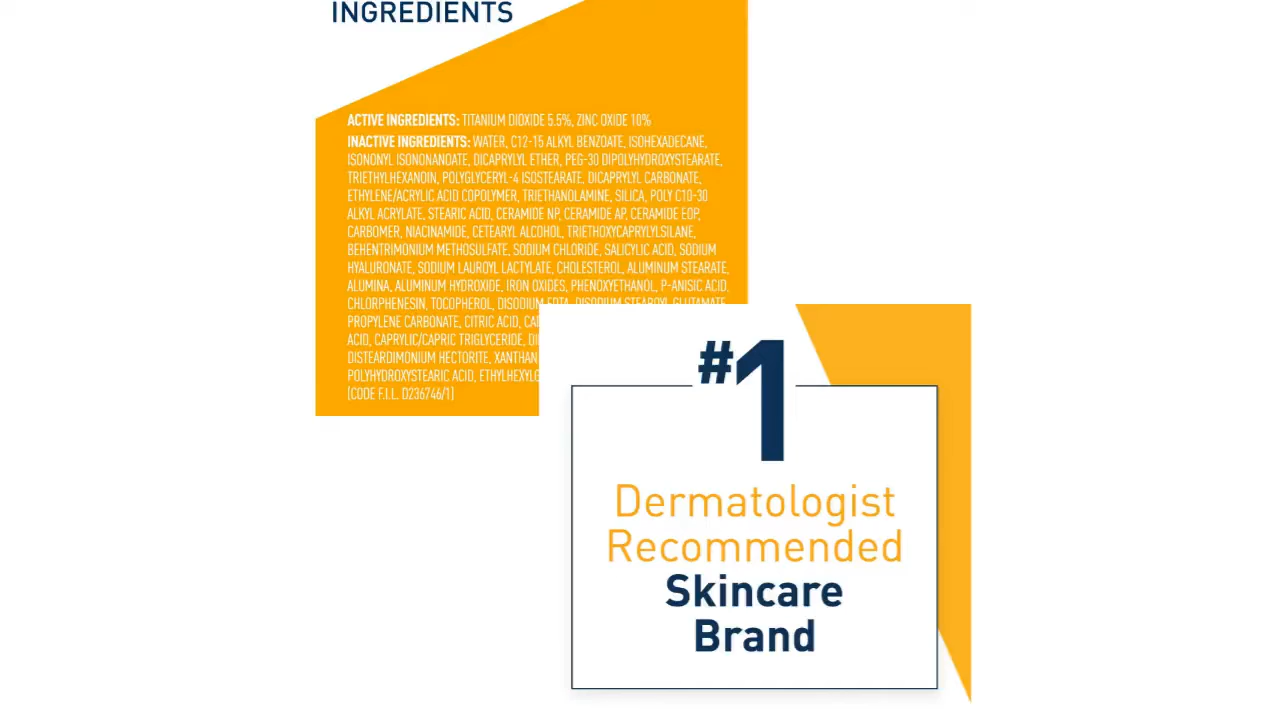 INGREDIENTS
ACTIVE INGREDIENTS: TITANIUM DIOXIDE 5.5%, ZINC OXIDE 10%
INACTIVE INGREDIENTS: WATER, C12-15 ALKYL BENZOATE, ISOHEXADECANE,
ISONONYL ISONONANOATE, DICAPRYLYL ETHER, PEG-30 DIPOLYHYDROXYSTEARATE,
TRIETHYLHEXANOIN, POLYGLYCERYL-4 ISOSTEARATE, DICAPRYLYL CARBONATE,
ETHYLENE/ACRYLIC ACID COPOLYMER, TRIETHANOLAMINE, SILICA, POLY C10-30
ALKYL ACRYLATE, STEARIC ACID, CERAMIDE NP, CERAMIDE AP, CERAMIDE EOP,
CARBOMER, NIACINAMIDE, CETEARYL ALCOHOL, TRIETHOXYCAPRYLYLSILANE,
BEHENTRIMONIUM METHOSULFATE, SODIUM CHLORIDE, SALICYLIC ACID, SODIUM
HYALURONATE, SODIUM LAUROYL LACTYLATE, CHOLESTEROL, ALUMINUM STEARATE,
ALUMINA, ALUMINUM HYDROXIDE, IRON OXIDES, PHENOXYETHANOL, P-ANISIC ACID,
CHLORPHENESIN, TOCOPHEROL, DISODIUM EDTA, DISODIUM STEAROYL GLUTAMATE,
PROPYLENE CARBONATE, CITRIC ACID,
ACID, CAPRYLIC/CAPRIC TRIGLYCERIDE,
DISTEARDIMONIUM HECTORITE, XANTHAN
POLYHYDROXYSTEARIC ACID,
(CODE F.I.L. D236746/1)
#1
Dermatologist
Recommended
Skincare
Brand